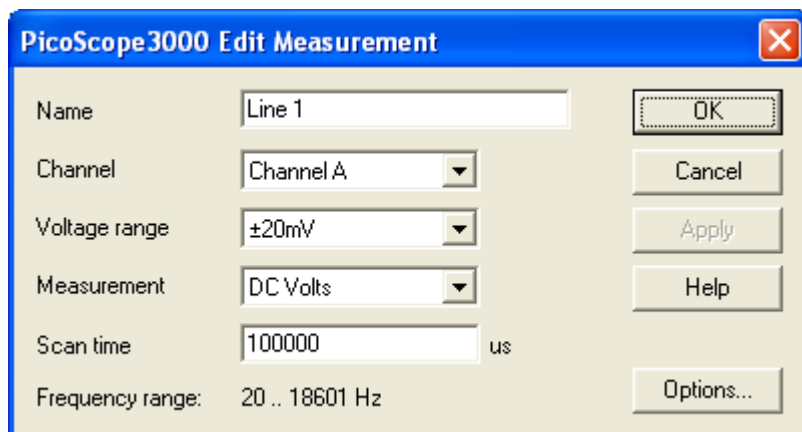 PicoScope3000 Edit Measurement
Name Line 1 OK
Channel Channel A Cancel
Voltage range ±20mV Apply
Measurement DC Volts Help
Scan time 100000 us
Frequency range: 20 .. 18601 Hz Options...